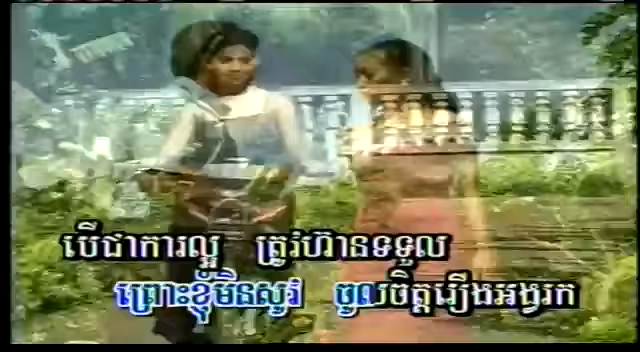 បើជាការល្អ ត្រូវហ៊ានទទួល
ព្រោះខ្ញុំមិនសូវ ចូលចិត្តរឿងអង្វរក